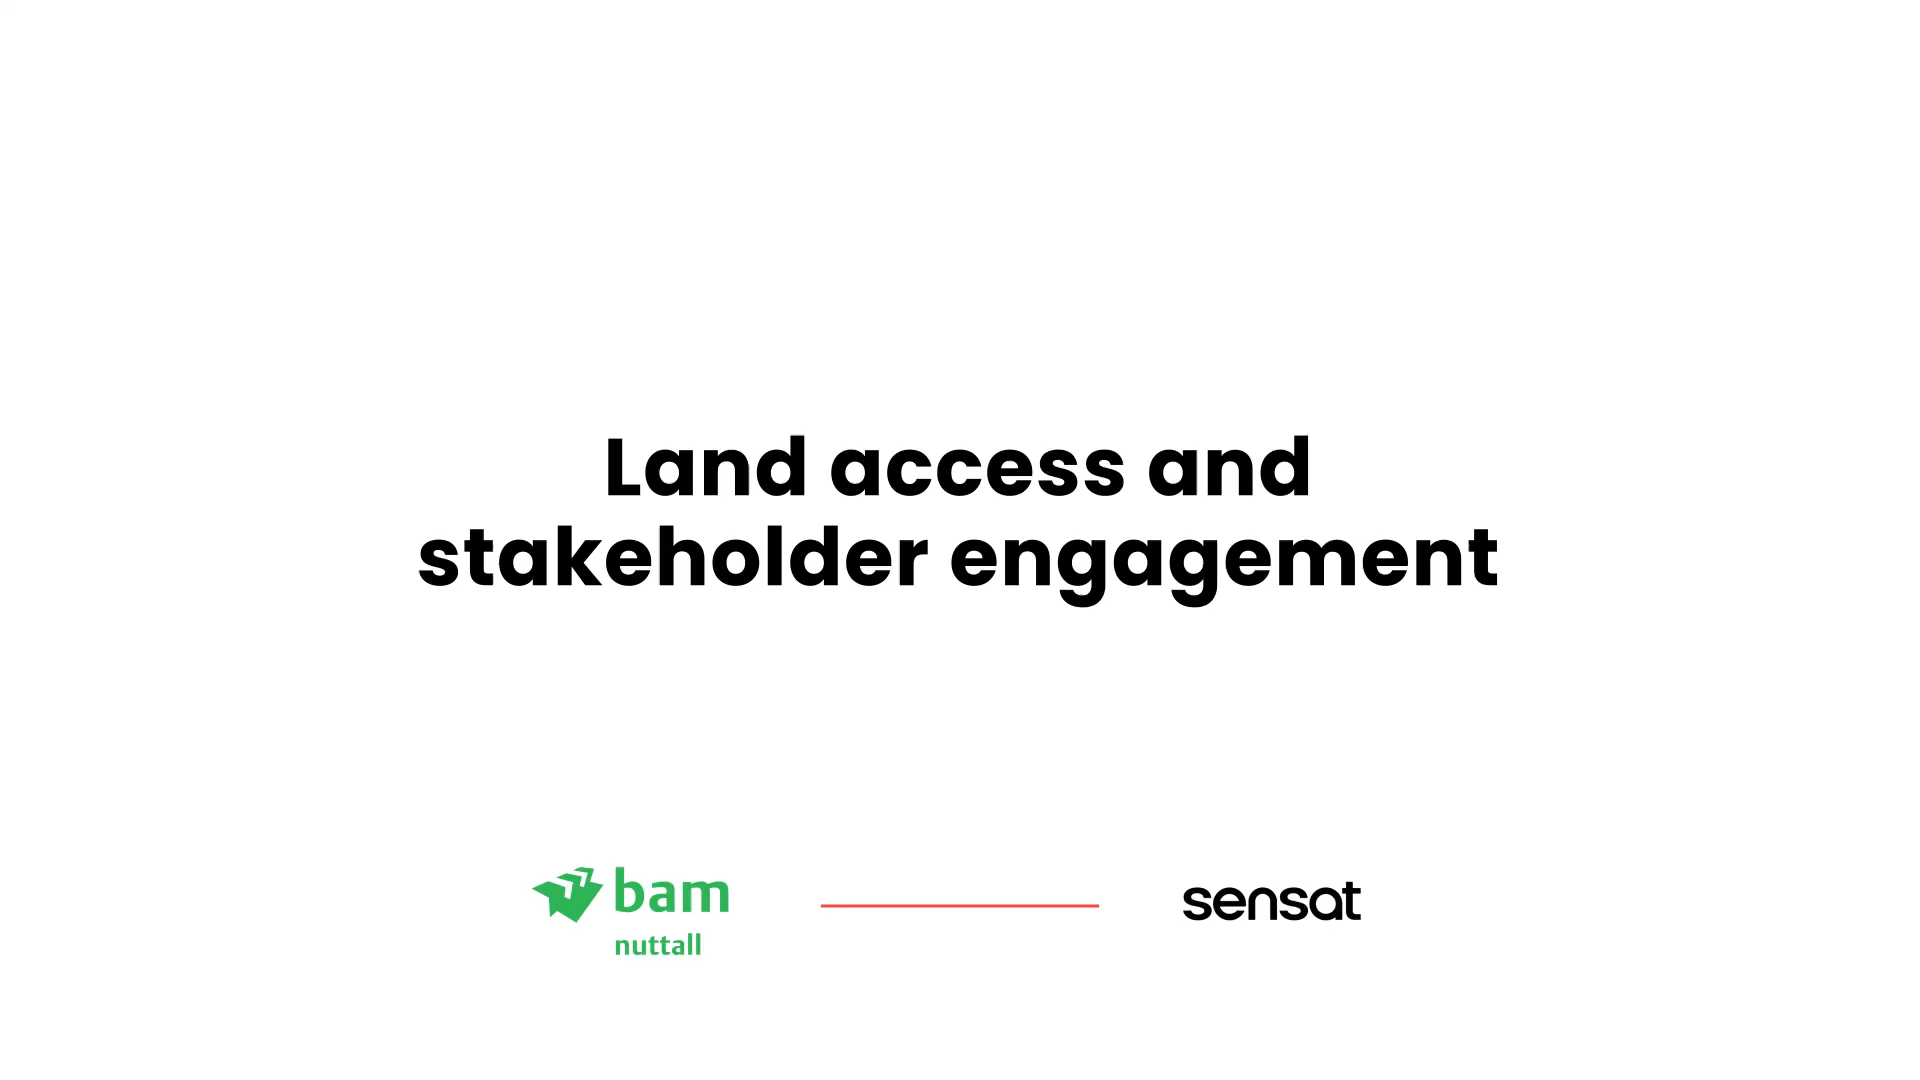 Land access and
stakeholder engagement
bam
nuttall
sensat